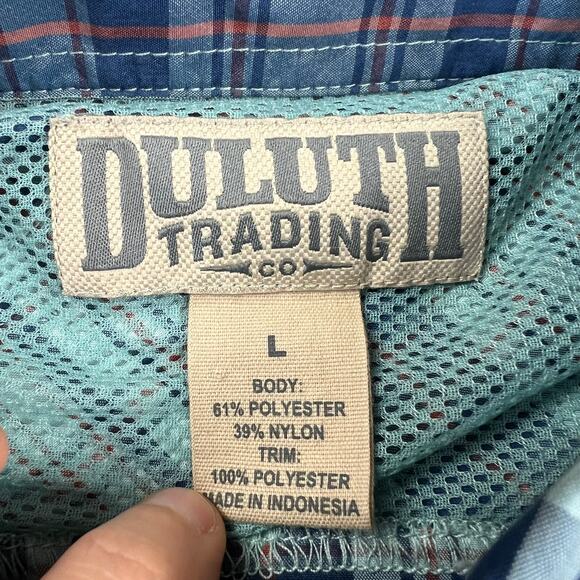 DULUTH
TRADING
CO
L
BODY:
61% POLYESTER
39% NYLON
TRIM:
100% POLYESTER
MADE IN INDONESIA